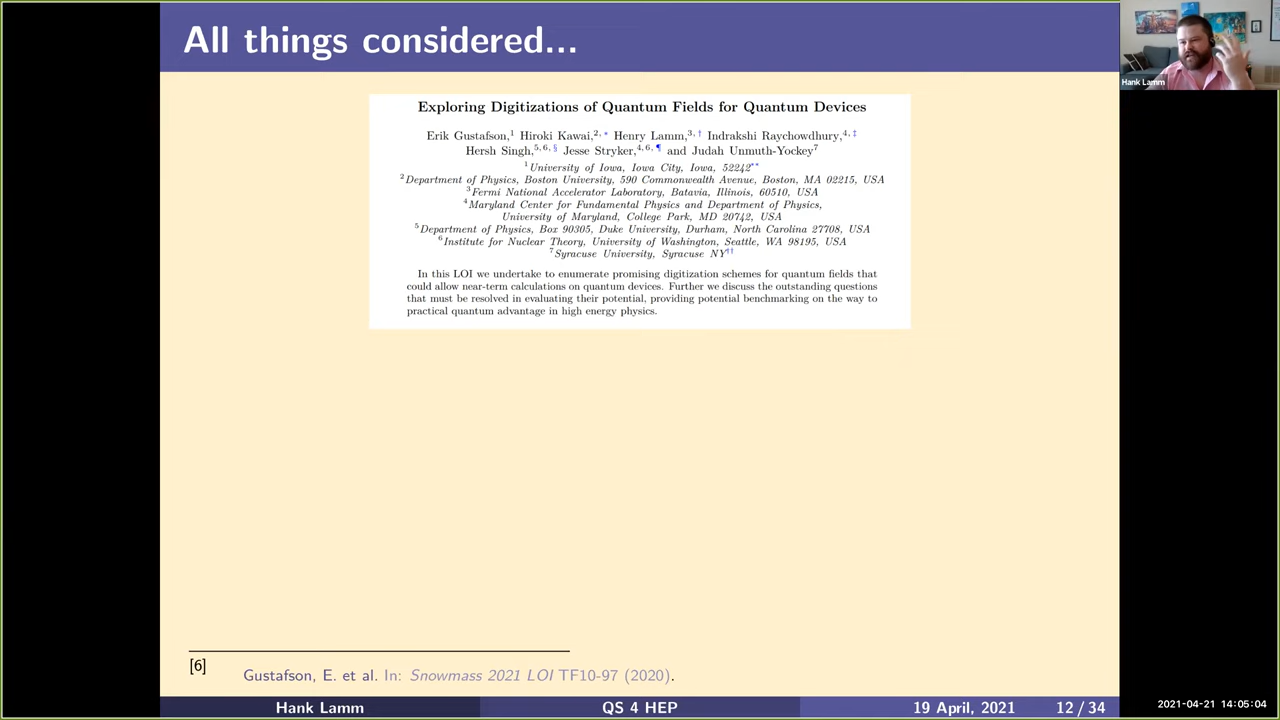 All things considered...
Hank Lamm
Exploring Digitizations of Quantum Fields for Quantum Devices
Erik Gustafson,1 Hiroki Kawai,2, * Henry Lamm,3, † Indrakshi Raychowdhury,4, ‡
Hersh Singh,5, 6, § Jesse Stryker,4, 6, ¶ and Judah Unmuth-Yockey7
1University of Iowa, Iowa City, Iowa, 52242**
2Department of Physics, Boston University, 590 Commonwealth Avenue, Boston, MA 02215, USA
3Fermi National Accelerator Laboratory, Batavia, Illinois, 60510, USA
4Maryland Center for Fundamental Physics and Department of Physics,
University of Maryland, College Park, MD 20742, USA
5Department of Physics, Box 90305, Duke University, Durham, North Carolina 27708, USA
6Institute for Nuclear Theory, University of Washington, Seattle, WA 98195, USA
7Syracuse University, Syracuse NY††
In this LOI we undertake to enumerate promising digitization schemes for quantum fields that
could allow near-term calculations on quantum devices. Further we discuss the outstanding questions
that must be resolved in evaluating their potential, providing potential benchmarking on the way to
practical quantum advantage in high energy physics.
[6] Gustafson, E. et al. In: Snowmass 2021 LOI TF10-97 (2020).
Hank Lamm QS 4 HEP 19 April, 2021 12 / 34
2021-04-21 14:05:04